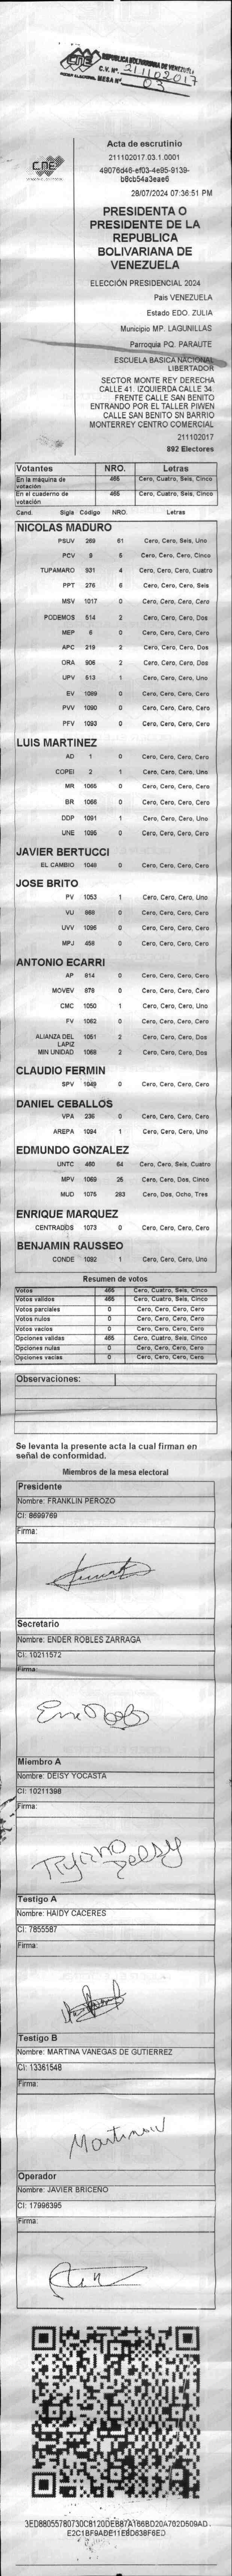 CNE
PODER ELECTORAL
REPUBLICA BOLIVARIANA DE VENEZUELA
C.V. Nº 211102017
MESA Nº 03
CNE
Acta de escrutinio
211102017.03.1.0001
49076d46-ef03-4e95-9139-
b8cb54a3eae6
28/07/2024 07:36:51 PM
PRESIDENTA O
PRESIDENTE DE LA
REPUBLICA
BOLIVARIANA DE
VENEZUELA
ELECCIÓN PRESIDENCIAL 2024
Pais VENEZUELA
Estado EDO. ZULIA
Municipio MP. LAGUNILLAS
Parroquia PQ. PARAUTE
ESCUELA BASICA NACIONAL
LIBERTADOR
SECTOR MONTE REY DERECHA
CALLE 41. IZQUIERDA CALLE 34.
FRENTE CALLE SAN BENITO
ENTRANDO POR EL TALLER PIWEN
CALLE SAN BENITO SN BARRIO
MONTERREY CENTRO COMERCIAL
211102017
892 Electores
Votantes NRO. Letras
En la máquina de votación 465 Cero, Cuatro, Seis, Cinco
En el cuaderno de votación 465 Cero, Cuatro, Seis, Cinco
Cand. Sigla Código NRO. Letras
NICOLAS MADURO
PSUV 269 61 Cero, Cero, Seis, Uno
PCV 9 5 Cero, Cero, Cero, Cinco
TUPAMARO 931 4 Cero, Cero, Cero, Cuatro
PPT 276 6 Cero, Cero, Cero, Seis
MSV 1017 0 Cero, Cero, Cero, Cero
PODEMOS 514 2 Cero, Cero, Cero, Dos
MEP 6 0 Cero, Cero, Cero, Cero
APC 219 2 Cero, Cero, Cero, Dos
ORA 906 2 Cero, Cero, Cero, Dos
UPV 613 1 Cero, Cero, Cero, Uno
EV 1089 0 Cero, Cero, Cero, Cero
PVV 1090 0 Cero, Cero, Cero, Cero
PFV 1093 0 Cero, Cero, Cero, Cero
LUIS MARTINEZ
AD 1 0 Cero, Cero, Cero, Cero
COPEI 2 1 Cero, Cero, Cero, Uno
MR 1065 0 Cero, Cero, Cero, Cero
BR 1066 0 Cero, Cero, Cero, Cero
DDP 1091 1 Cero, Cero, Cero, Uno
UNE 1095 0 Cero, Cero, Cero, Cero
JAVIER BERTUCCI
EL CAMBIO 1048 0 Cero, Cero, Cero, Cero
JOSE BRITO
PV 1053 1 Cero, Cero, Cero, Uno
VU 868 0 Cero, Cero, Cero, Cero
UVV 1096 0 Cero, Cero, Cero, Cero
MPJ 458 0 Cero, Cero, Cero, Cero
ANTONIO ECARRI
AP 814 0 Cero, Cero, Cero, Cero
MOVEV 878 0 Cero, Cero, Cero, Cero
CMC 1050 1 Cero, Cero, Cero, Uno
FV 1062 0 Cero, Cero, Cero, Cero
ALIANZA DEL LAPIZ 1051 2 Cero, Cero, Cero, Dos
MIN UNIDAD 1068 2 Cero, Cero, Cero, Dos
CLAUDIO FERMIN
SPV 1049 0 Cero, Cero, Cero, Cero
DANIEL CEBALLOS
VPA 236 0 Cero, Cero, Cero, Cero
AREPA 1094 1 Cero, Cero, Cero, Uno
EDMUNDO GONZALEZ
UNTC 480 64 Cero, Cero, Seis, Cuatro
MPV 1069 25 Cero, Cero, Dos, Cinco
MUD 1075 283 Cero, Dos, Ocho, Tres
ENRIQUE MARQUEZ
CENTRADOS 1073 0 Cero, Cero, Cero, Cero
BENJAMIN RAUSSEO
CONDE 1092 1 Cero, Cero, Cero, Uno
Resumen de votos
Votos 465 Cero, Cuatro, Seis, Cinco
Votos validos 465 Cero, Cuatro, Seis, Cinco
Votos parciales 0 Cero, Cero, Cero, Cero
Votos nulos 0 Cero, Cero, Cero, Cero
Votos vacios 0 Cero, Cero, Cero, Cero
Opciones validas 465 Cero, Cuatro, Seis, Cinco
Opciones nulas 0 Cero, Cero, Cero, Cero
Opciones vacias 0 Cero, Cero, Cero, Cero
Observaciones:
Se levanta la presente acta la cual firman en
señal de conformidad.
Miembros de la mesa electoral
Presidente
Nombre: FRANKLIN PEROZO
CI: 8699769
Firma:
Secretario
Nombre: ENDER ROBLES ZARRAGA
CI: 10211572
Firma:
Miembro A
Nombre: DEISY YOCASTA
CI: 10211398
Firma:
Testigo A
Nombre: HAIDY CACERES
CI: 7855587
Firma:
Testigo B
Nombre: MARTINA VANEGAS DE GUTIERREZ
CI: 13361548
Firma:
Operador
Nombre: JAVIER BRICEÑO
CI: 17996395
Firma:
3ED88055780730C8120DEB87A166BD20A702D509AD
E2C1BF9ADE11E8D638F8ED